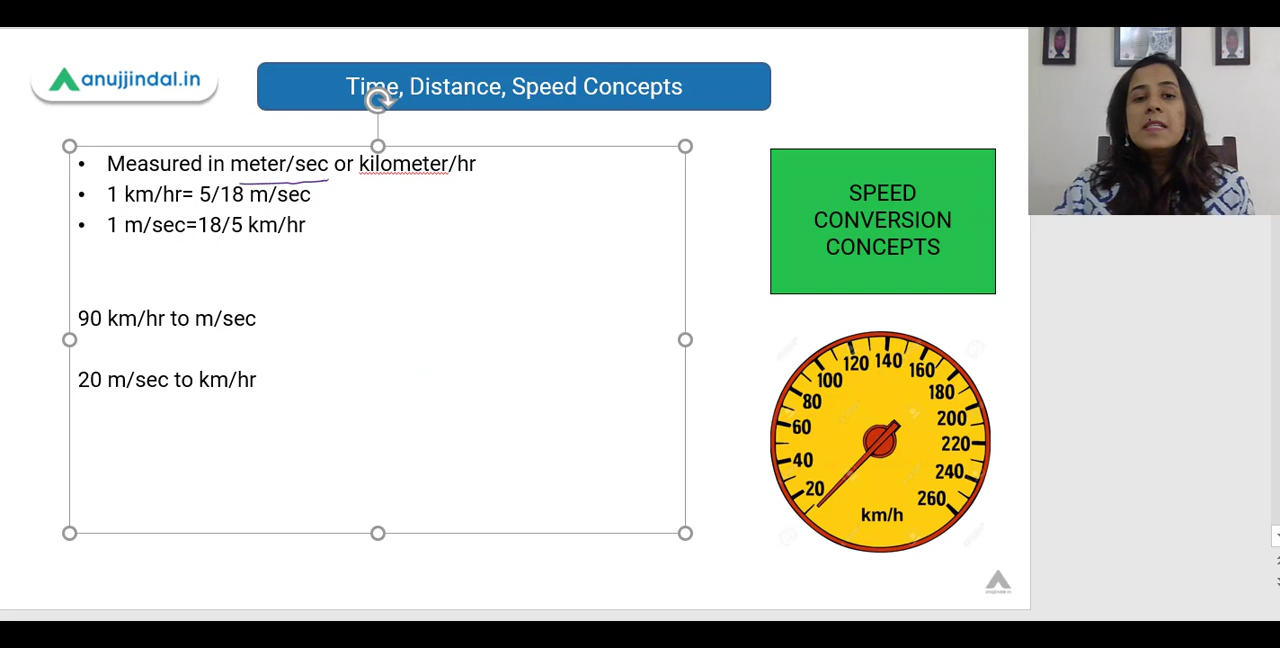 anujjindal.in
Time, Distance, Speed Concepts
• Measured in meter/sec or kilometer/hr
• 1 km/hr= 5/18 m/sec
• 1 m/sec=18/5 km/hr
90 km/hr to m/sec
20 m/sec to km/hr
SPEED
CONVERSION
CONCEPTS
20
40
60
80
100
120
140
160
180
200
220
240
260
km/h